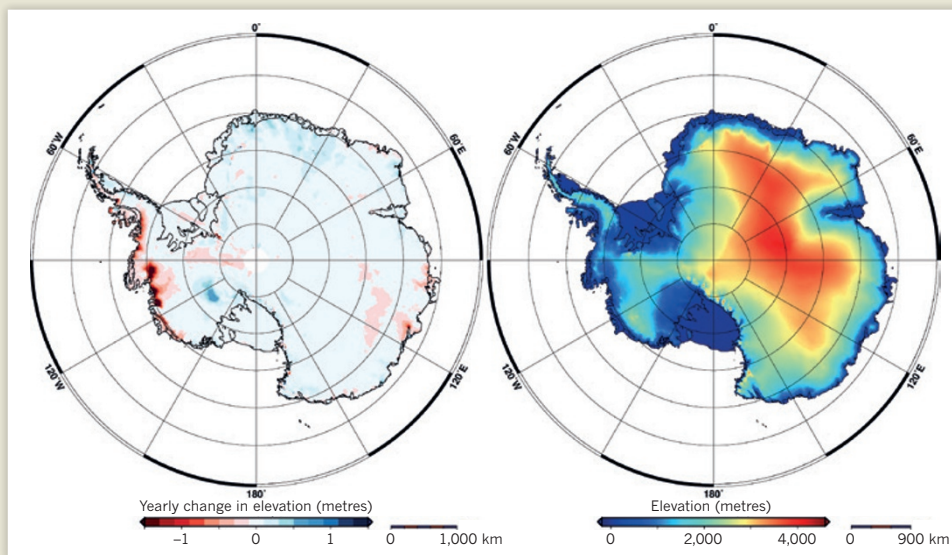 0°
0°
60°W
60°E
60°W
60°E
120°W
120°E
120°W
120°E
180°
180°
Yearly change in elevation (metres)
Elevation (metres)
–1 0 1
0 1,000 km
0 2,000 4,000
0 900 km